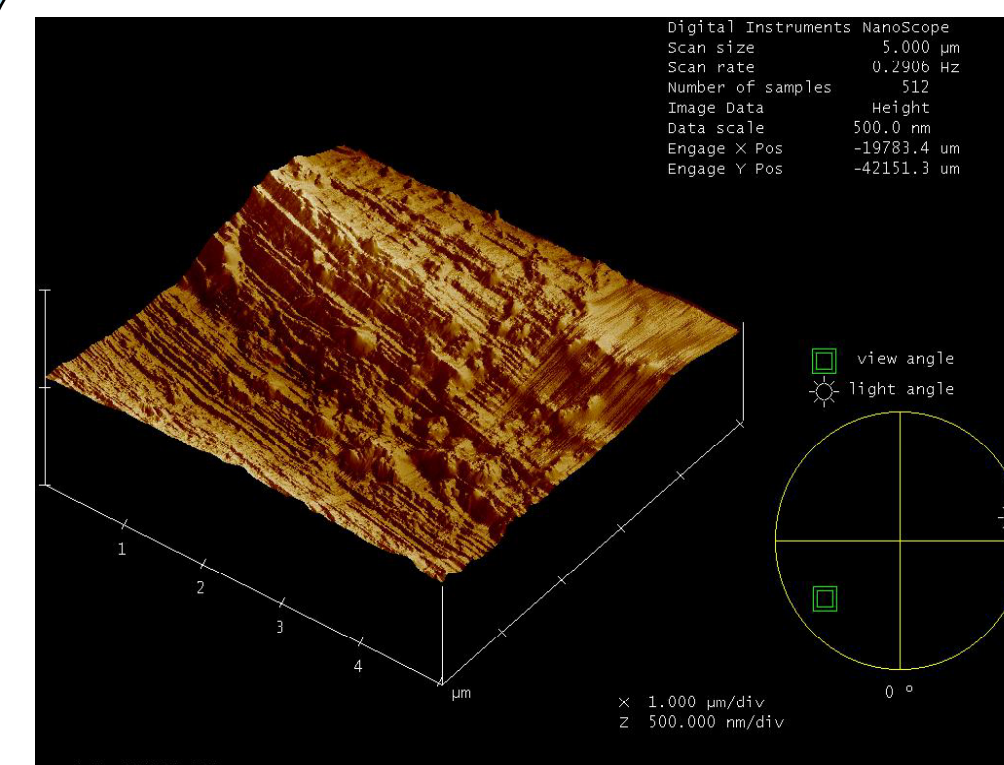 Digital Instruments NanoScope
Scan size 5.000 µm
Scan rate 0.2906 Hz
Number of samples 512
Image Data Height
Data scale 500.0 nm
Engage X Pos -19783.4 um
Engage Y Pos -42151.3 um
view angle
light angle
1
2
3
4
µm
0 °
X 1.000 µm/div
Z 500.000 nm/div